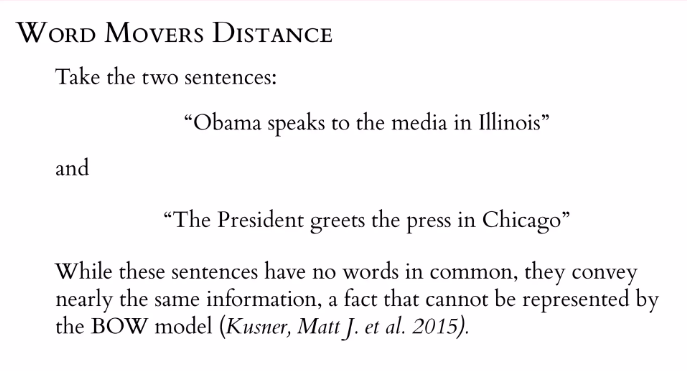 WORD MOVERS DISTANCE
Take the two sentences:
“Obama speaks to the media in Illinois”
and
“The President greets the press in Chicago”
While these sentences have no words in common, they convey
nearly the same information, a fact that cannot be represented by
the BOW model (Kusner, Matt J. et al. 2015).